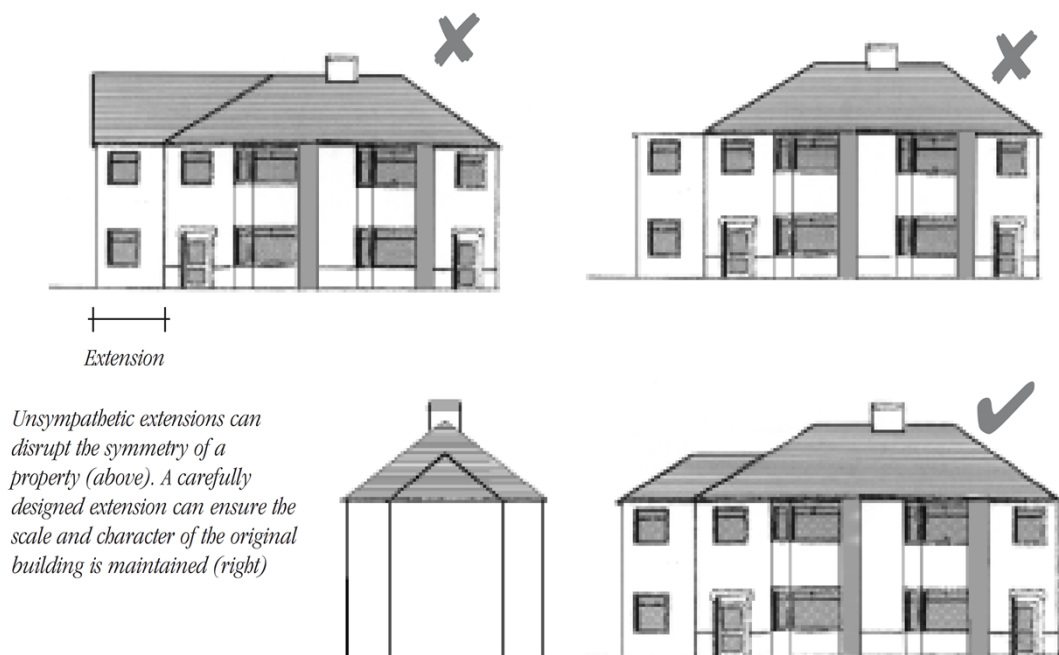 Extension
Unsympathetic extensions can
disrupt the symmetry of a
property (above). A carefully
designed extension can ensure the
scale and character of the original
building is maintained (right)